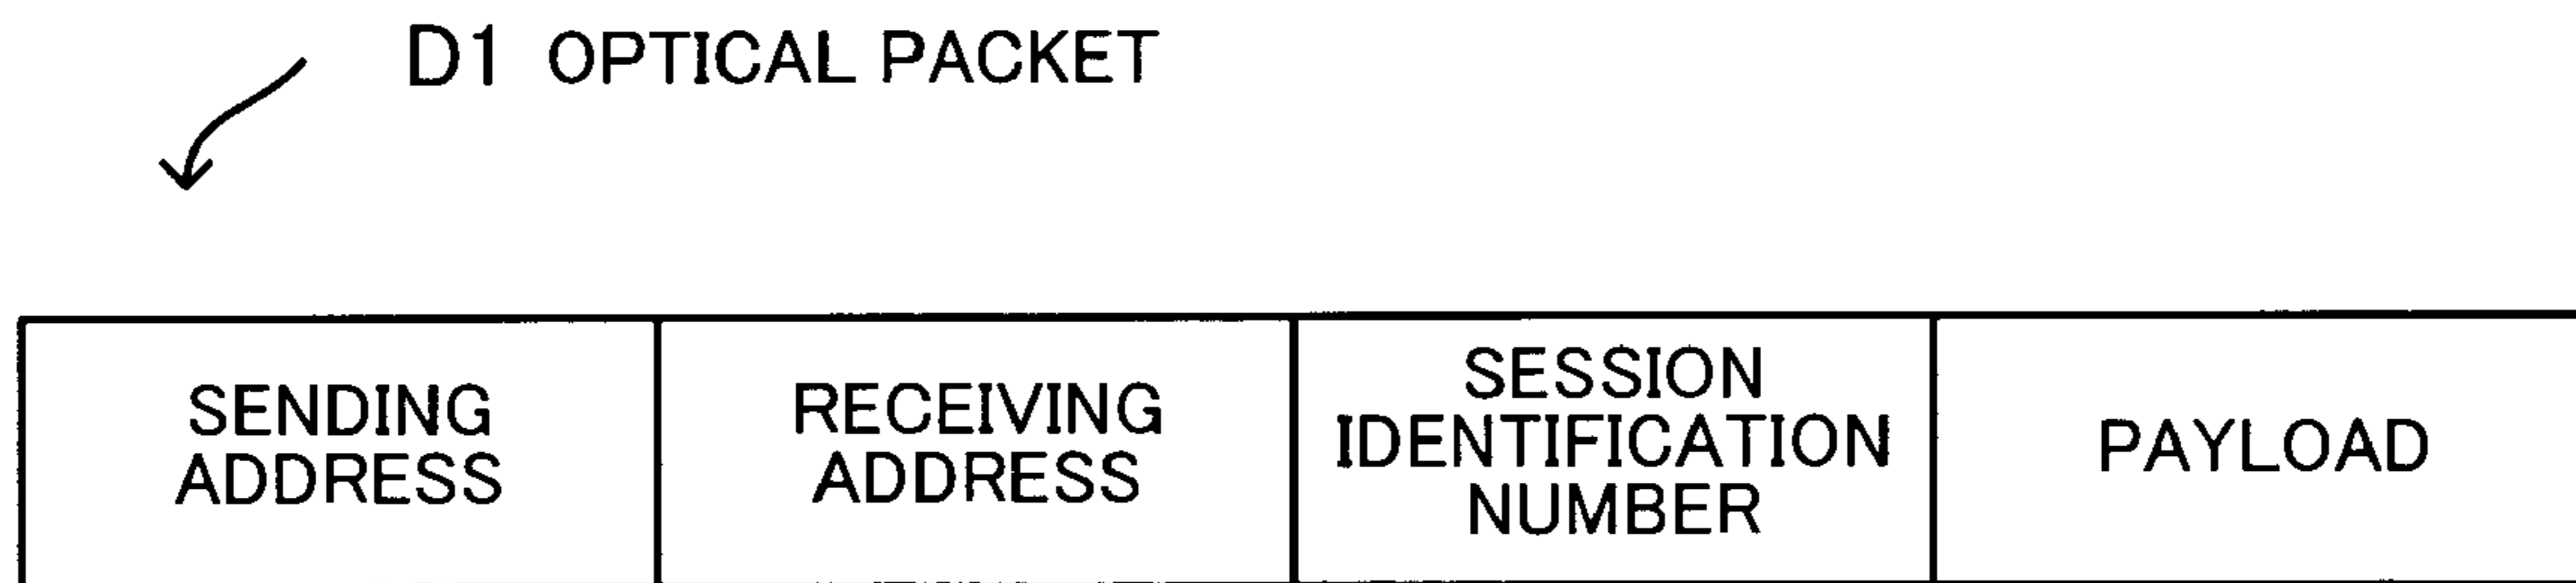 D1 OPTICAL PACKET
SENDING
ADDRESS
RECEIVING
ADDRESS
SESSION
IDENTIFICATION
NUMBER
PAYLOAD